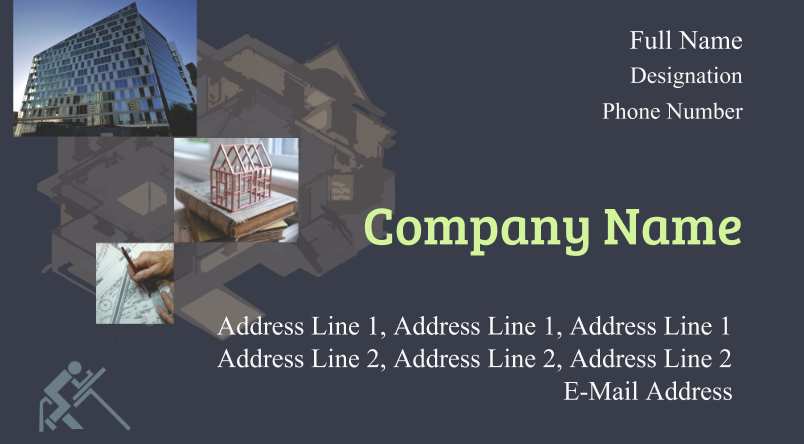 Full Name
Designation
Phone Number
Company Name
Address Line 1, Address Line 1, Address Line 1
Address Line 2, Address Line 2, Address Line 2
E-Mail Address